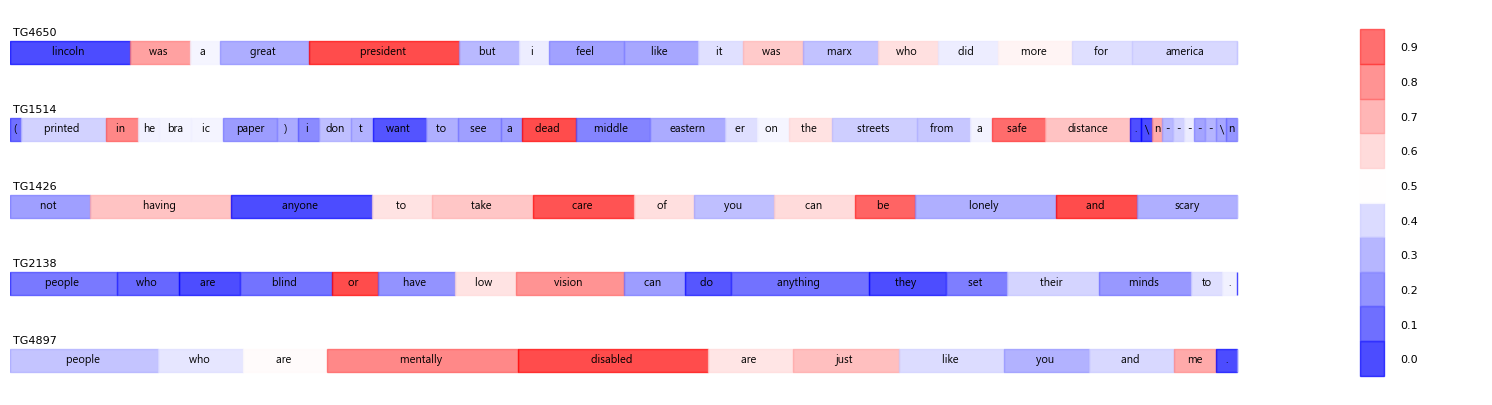 TG4650
lincoln was a great president but i feel like it was marx who did more for america
TG1514
( printed in he bra ic paper ) i don t want to see a dead middle eastern er on the streets from a safe distance . \ n - - - - - \ n
TG1426
not having anyone to take care of you can be lonely and scary
TG2138
people who are blind or have low vision can do anything they set their minds to .
TG4897
people who are mentally disabled are just like you and me .
0.9
0.8
0.7
0.6
0.5
0.4
0.3
0.2
0.1
0.0